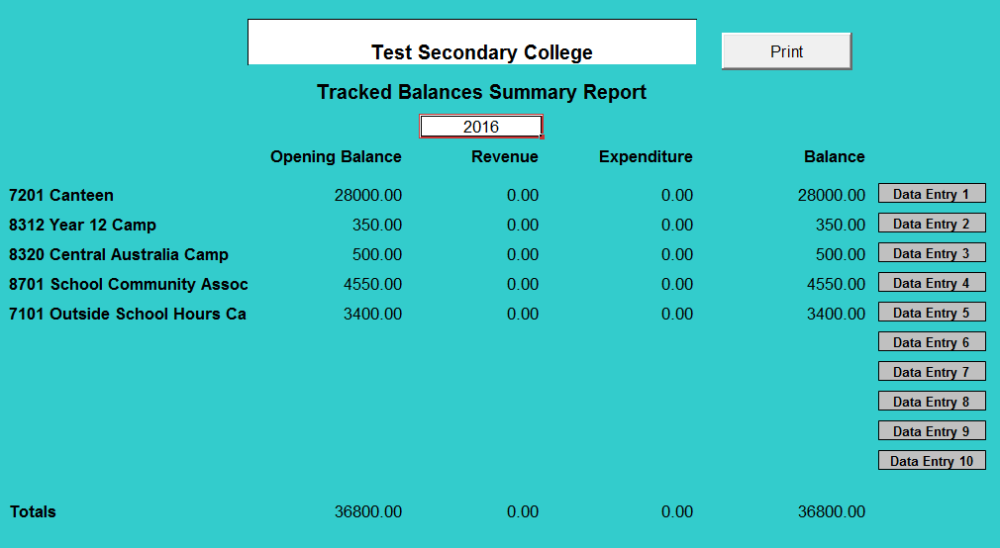 Test Secondary College
Print
Tracked Balances Summary Report
2016
Opening Balance Revenue Expenditure Balance
7201 Canteen 28000.00 0.00 0.00 28000.00 Data Entry 1
8312 Year 12 Camp 350.00 0.00 0.00 350.00 Data Entry 2
8320 Central Australia Camp 500.00 0.00 0.00 500.00 Data Entry 3
8701 School Community Assoc 4550.00 0.00 0.00 4550.00 Data Entry 4
7101 Outside School Hours Ca 3400.00 0.00 0.00 3400.00 Data Entry 5
Data Entry 6
Data Entry 7
Data Entry 8
Data Entry 9
Data Entry 10
Totals 36800.00 0.00 0.00 36800.00